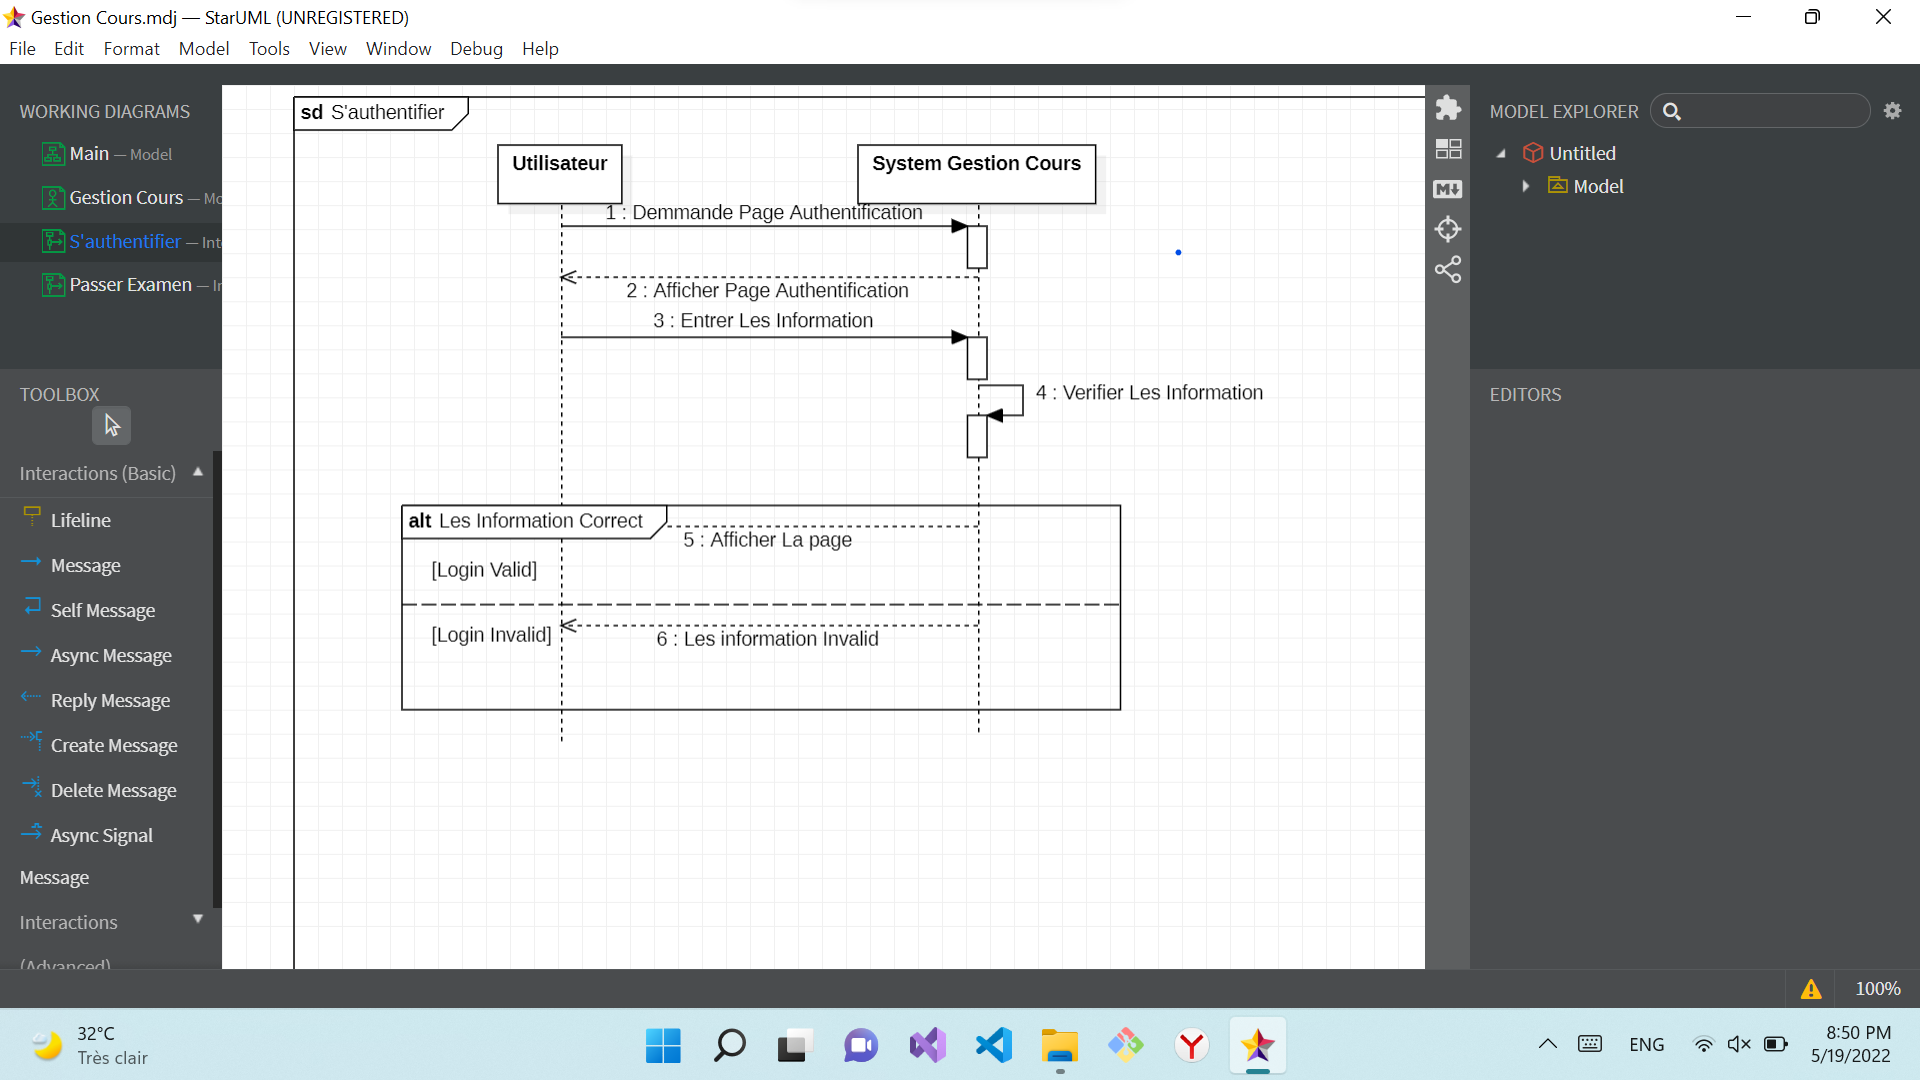 Gestion Cours.mdj — StarUML (UNREGISTERED)
File Edit Format Model Tools View Window Debug Help
WORKING DIAGRAMS
Main — Model
Gestion Cours — Mo
S'authentifier — Int
Passer Examen — In
TOOLBOX
Interactions (Basic)
Lifeline
Message
Self Message
Async Message
Reply Message
Create Message
Delete Message
Async Signal
Message
Interactions
(Advanced)
sd S'authentifier
Utilisateur
System Gestion Cours
1 : Demmande Page Authentification
2 : Afficher Page Authentification
3 : Entrer Les Information
4 : Verifier Les Information
alt Les Information Correct
5 : Afficher La page
[Login Valid]
[Login Invalid]
6 : Les information Invalid
MODEL EXPLORER
Untitled
Model
EDITORS
100%
32°C
Très clair
ENG
8:50 PM
5/19/2022